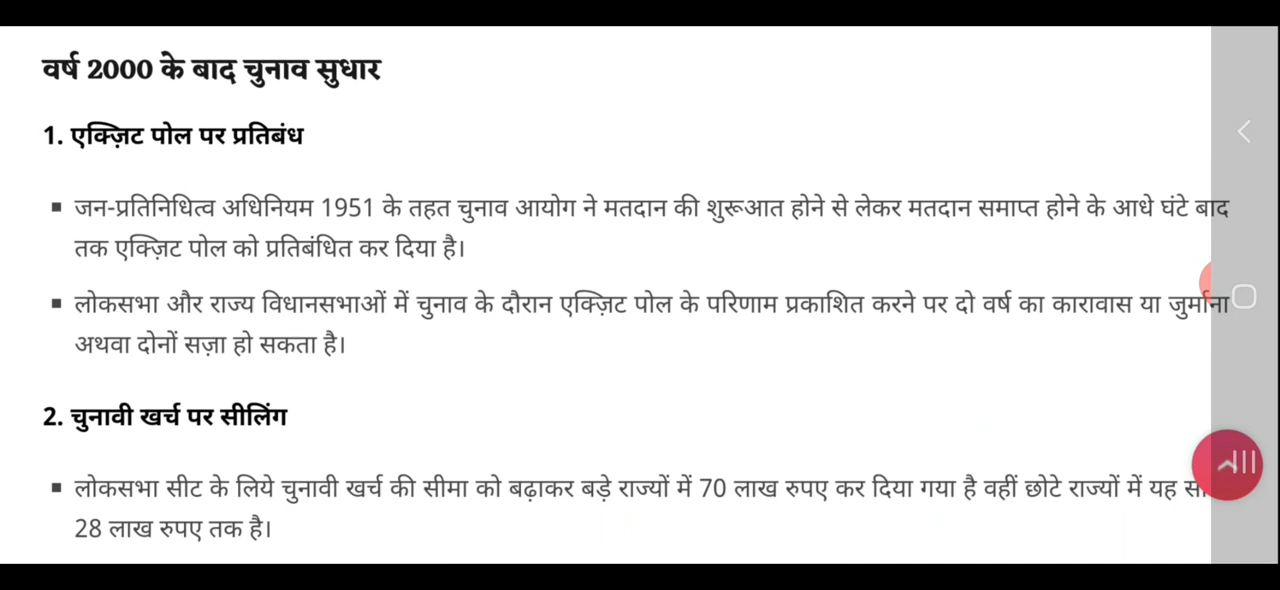 वर्ष 2000 के बाद चुनाव सुधार
1. एक्ज़िट पोल पर प्रतिबंध
▪ जन-प्रतिनिधित्व अधिनियम 1951 के तहत चुनाव आयोग ने मतदान की शुरूआत होने से लेकर मतदान समाप्त होने के आधे घंटे बाद
तक एक्ज़िट पोल को प्रतिबंधित कर दिया है।
▪ लोकसभा और राज्य विधानसभाओं में चुनाव के दौरान एक्ज़िट पोल के परिणाम प्रकाशित करने पर दो वर्ष का कारावास या जुर्माना
अथवा दोनों सज़ा हो सकता है।
2. चुनावी खर्च पर सीलिंग
▪ लोकसभा सीट के लिये चुनावी खर्च की सीमा को बढ़ाकर बड़े राज्यों में 70 लाख रुपए कर दिया गया है वहीं छोटे राज्यों में यह
28 लाख रुपए तक है।